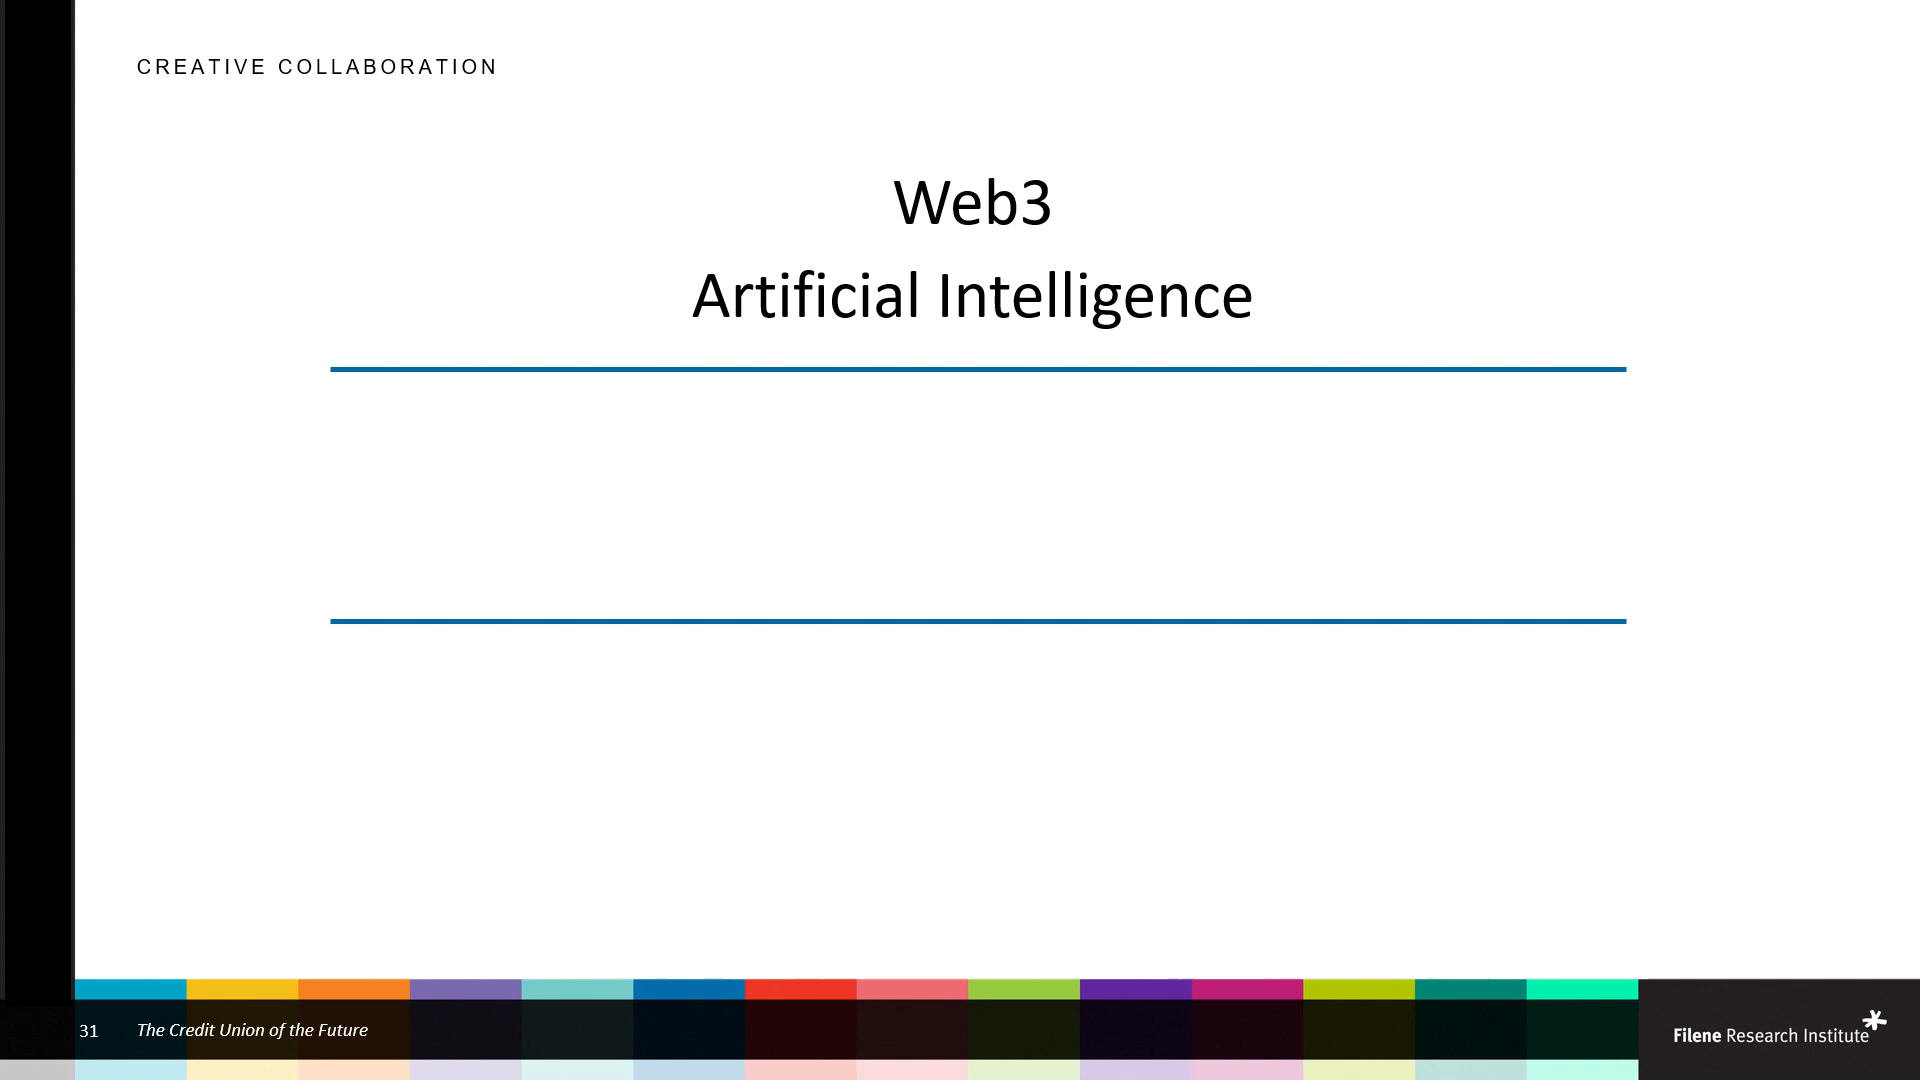 CREATIVE COLLABORATION
Web3
Artificial Intelligence
31 The Credit Union of the Future
Filene Research Institute